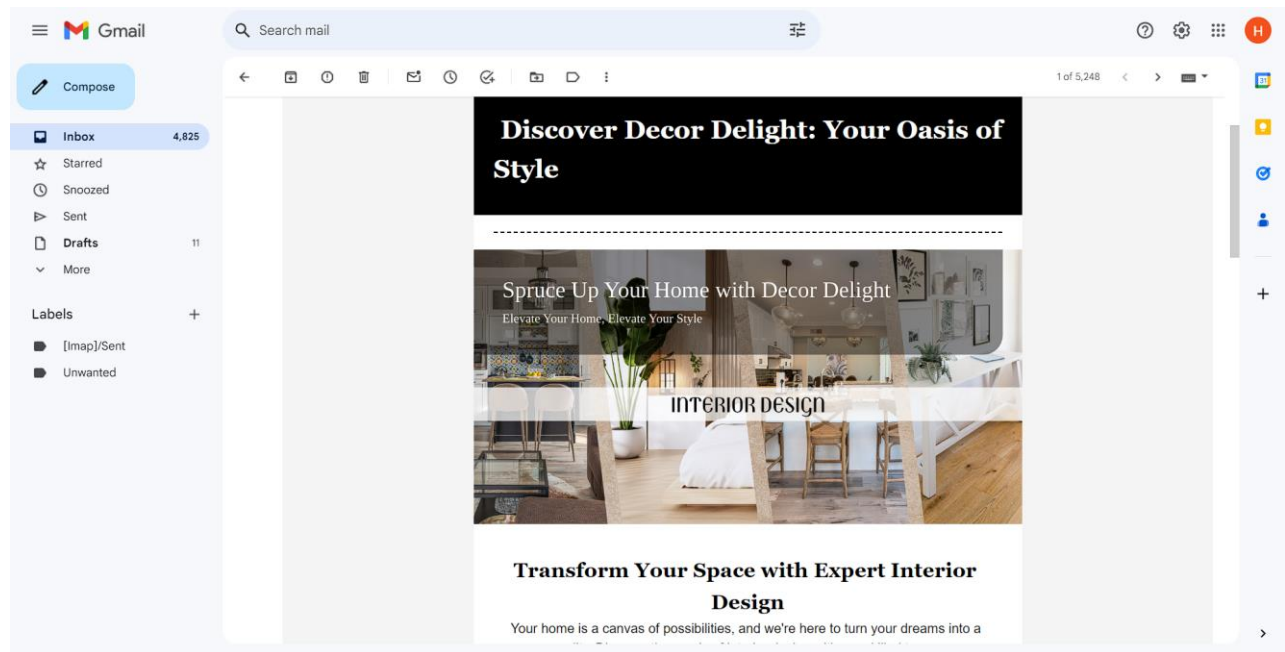 Gmail
Search mail
H
Compose
1 of 5,248
31
Inbox 4,825
Starred
Snoozed
Sent
Drafts 11
More
Labels
[Imap]/Sent
Unwanted
Discover Decor Delight: Your Oasis of
Style
Spruce Up Your Home with Decor Delight
Elevate Your Home, Elevate Your Style
INTERIOR DESIGN
Transform Your Space with Expert Interior
Design
Your home is a canvas of possibilities, and we're here to turn your dreams into a